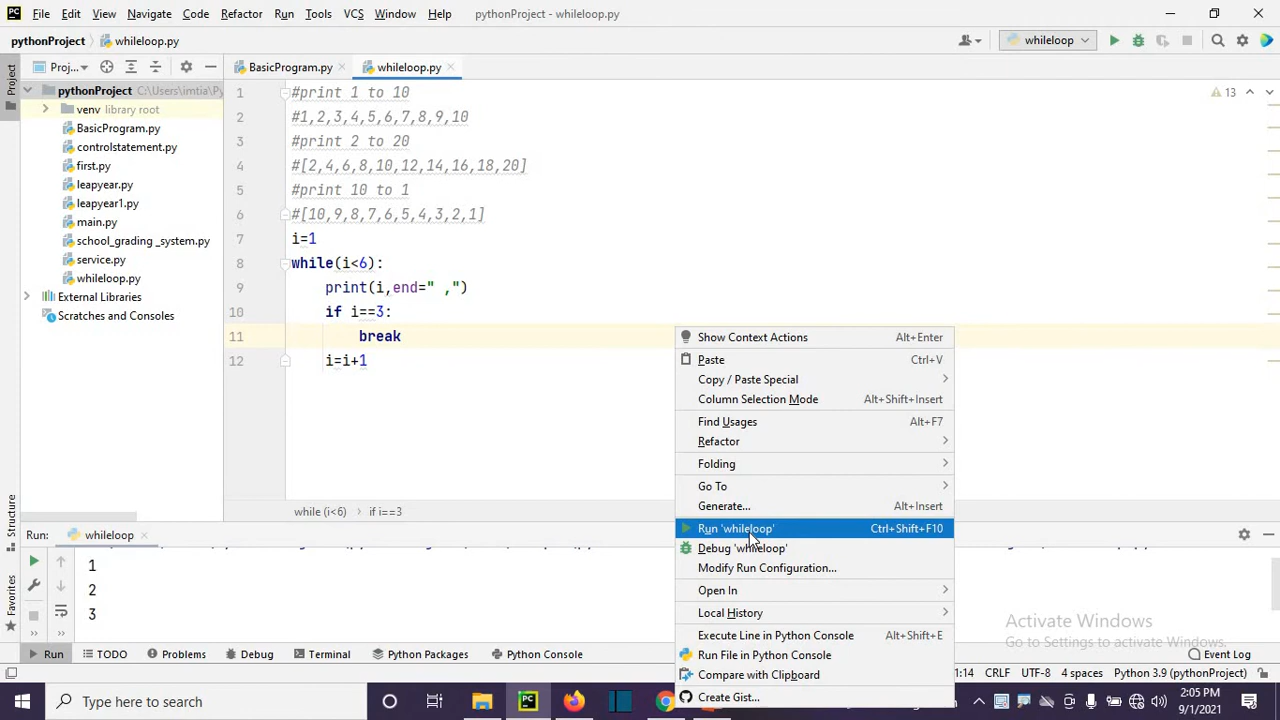 PC File Edit View Navigate Code Refactor Run Tools VCS Window Help pythonProject - whileloop.py
pythonProject whileloop.py whileloop
Project
Proj... BasicProgram.py whileloop.py
pythonProject C:\Users\imtia\Py
venv library root
BasicProgram.py
controlstatement.py
first.py
leapyear.py
leapyear1.py
main.py
school_grading _system.py
service.py
whileloop.py
External Libraries
Scratches and Consoles
13
1 #print 1 to 10
2 #1,2,3,4,5,6,7,8,9,10
3 #print 2 to 20
4 #[2,4,6,8,10,12,14,16,18,20]
5 #print 10 to 1
6 #[10,9,8,7,6,5,4,3,2,1]
7 i=1
8 while(i<6):
9 print(i,end=" ,")
10 if i==3:
11 break
12 i=i+1
while (i<6) if i==3
Show Context Actions Alt+Enter
Paste Ctrl+V
Copy / Paste Special
Column Selection Mode Alt+Shift+Insert
Find Usages Alt+F7
Refactor
Folding
Go To
Generate... Alt+Insert
Run 'whileloop' Ctrl+Shift+F10
Debug 'whileloop'
Modify Run Configuration...
Open In
Local History
Execute Line in Python Console Alt+Shift+E
Run File in Python Console
Compare with Clipboard
Create Gist...
Structure
Favorites
Run: whileloop
1
2
3
Activate Windows
Go to Settings to activate Windows.
Run TODO Problems Debug Terminal Python Packages Python Console Event Log
1:14 CRLF UTF-8 4 spaces Python 3.9 (pythonProject)
Type here to search
2:05 PM
9/1/2021